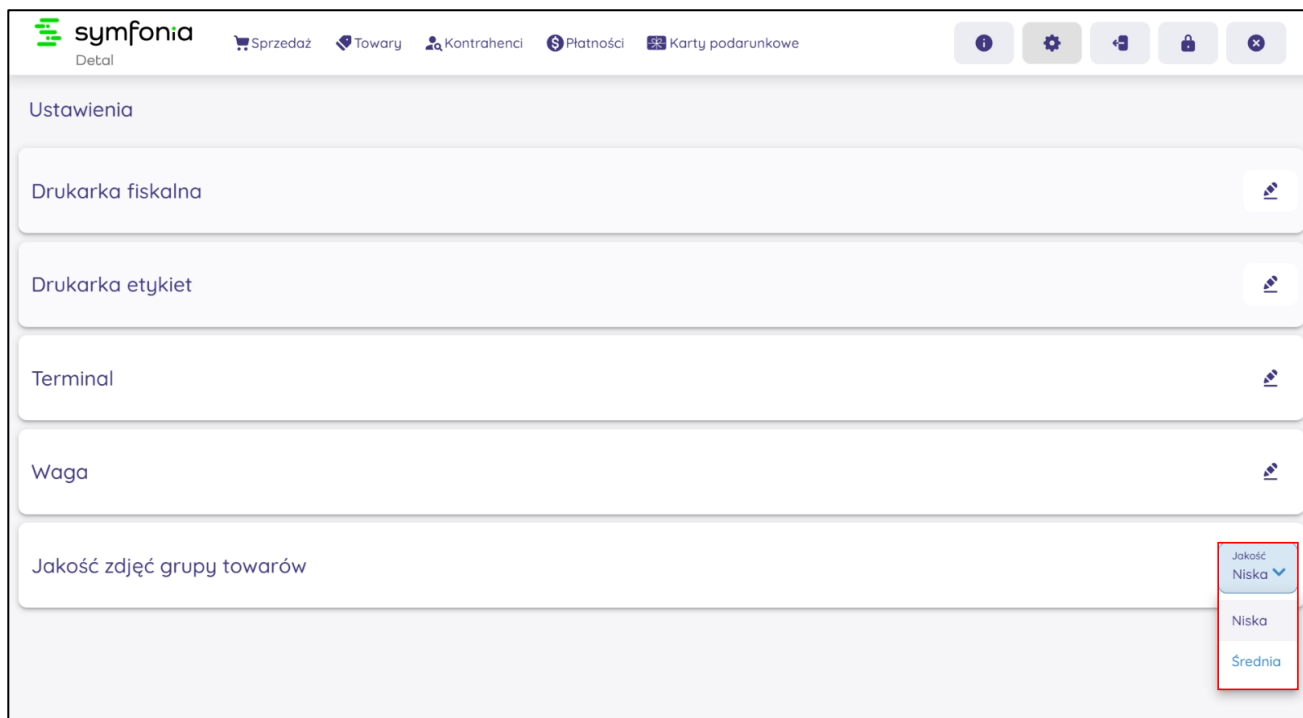 symfonia
Detal
Sprzedaż Towary Kontrahenci Płatności Karty podarunkowe
Ustawienia
Drukarka fiskalna
Drukarka etykiet
Terminal
Waga
Jakość zdjęć grupy towarów
Jakość
Niska
Niska
Średnia